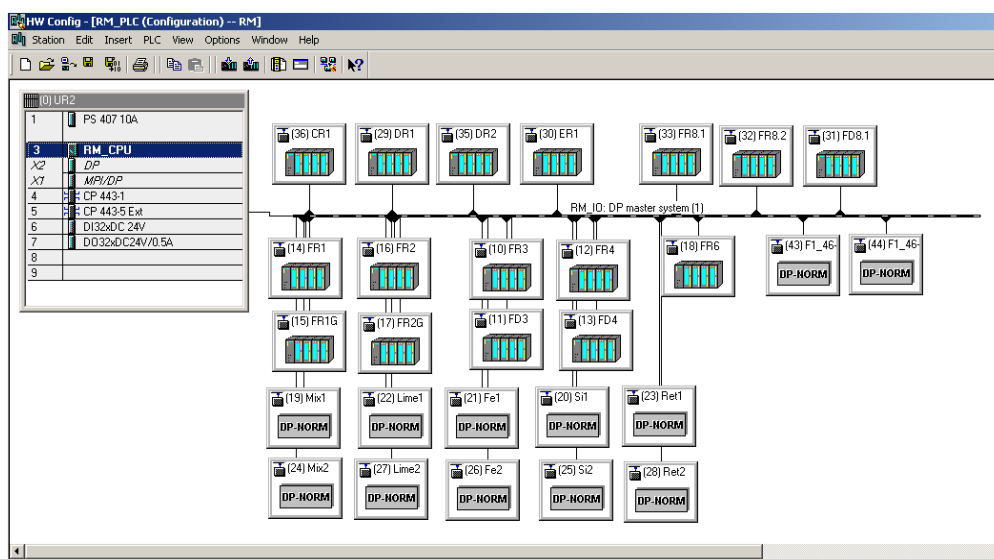 HW Config - [RM_PLC (Configuration) -- RM]
Station Edit Insert PLC View Options Window Help
(0) UR2
1 PS 407 10A
3 RM_CPU
X2 DP
X1 MPI/DP
4 CP 443-1
5 CP 443-5 Ext
6 DI32xDC 24V
7 DO32xDC24V/0.5A
8
9
(36) CR1 (29) DR1 (35) DR2 (30) ER1 (33) FR8.1 (32) FR8.2 (31) FD8.1
RM_IO: DP master system (1)
(14) FR1 (16) FR2 (10) FR3 (12) FR4 (18) FR6 (43) F1_46- (44) F1_46-
DP-NORM DP-NORM
(15) FR1G (17) FR2G (11) FD3 (13) FD4
(19) Mix1 (22) Lime1 (21) Fe1 (20) Si1 (23) Ret1
DP-NORM DP-NORM DP-NORM DP-NORM DP-NORM
(24) Mix2 (27) Lime2 (26) Fe2 (25) Si2 (28) Ret2
DP-NORM DP-NORM DP-NORM DP-NORM DP-NORM